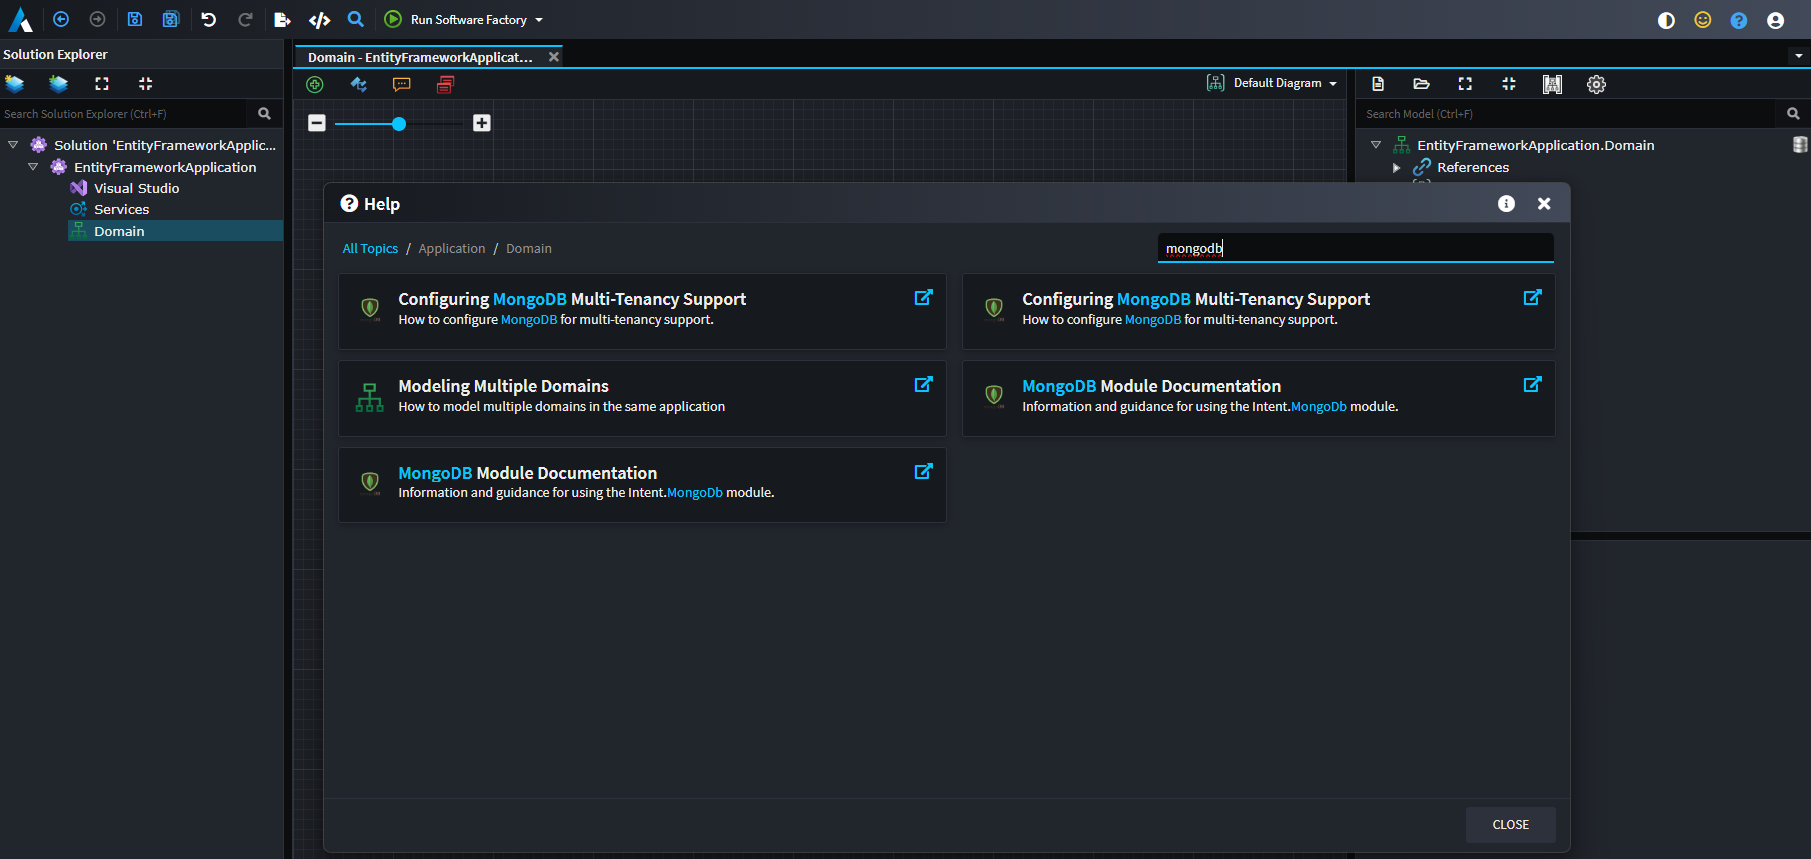 Run Software Factory
Solution Explorer
Search Solution Explorer (Ctrl+F)
Solution 'EntityFrameworkApplic...
EntityFrameworkApplication
Visual Studio
Services
Domain
Domain - EntityFrameworkApplicat...
Default Diagram
Search Model (Ctrl+F)
EntityFrameworkApplication.Domain
References
Help
All Topics / Application / Domain
mongodb
Configuring MongoDB Multi-Tenancy Support
How to configure MongoDB for multi-tenancy support.
Configuring MongoDB Multi-Tenancy Support
How to configure MongoDB for multi-tenancy support.
Modeling Multiple Domains
How to model multiple domains in the same application
MongoDB Module Documentation
Information and guidance for using the Intent.MongoDb module.
MongoDB Module Documentation
Information and guidance for using the Intent.MongoDb module.
CLOSE